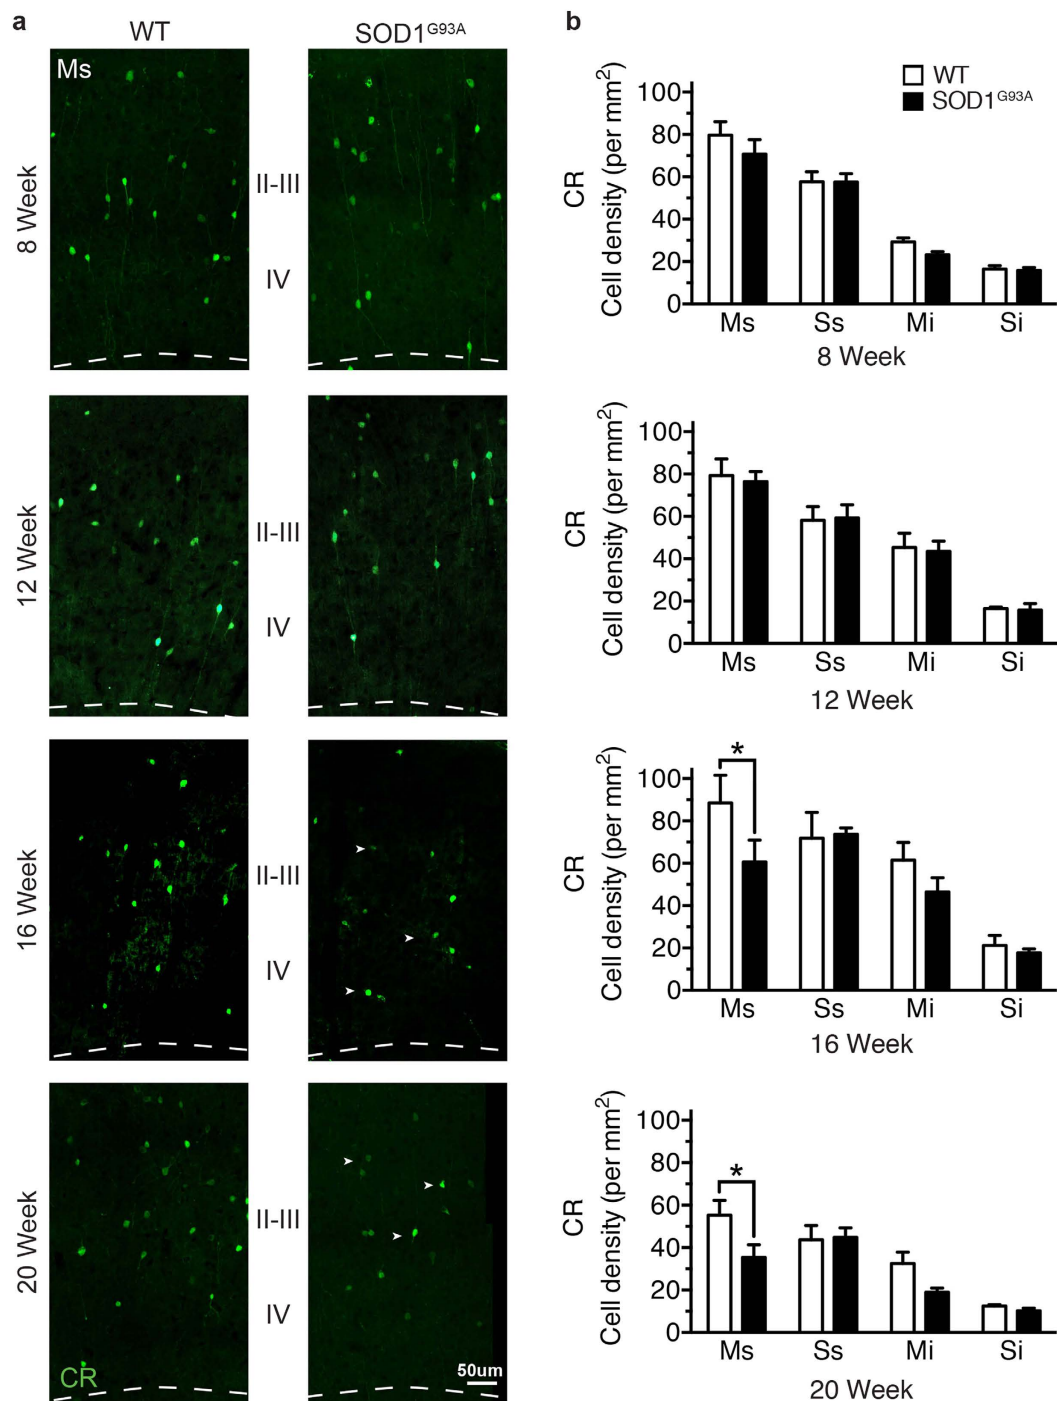 a
WT
SOD1G93A
Ms
8 Week
II-III
IV
12 Week
II-III
IV
16 Week
II-III
IV
20 Week
II-III
IV
CR
50um
b
WT
SOD1G93A
CR
Cell density (per mm2)
100
80
60
40
20
0
Ms Ss Mi Si
8 Week
CR
Cell density (per mm2)
100
80
60
40
20
0
Ms Ss Mi Si
12 Week
CR
Cell density (per mm2)
100
80
60
40
20
0
*
Ms Ss Mi Si
16 Week
CR
Cell density (per mm2)
100
80
60
40
20
0
*
Ms Ss Mi Si
20 Week